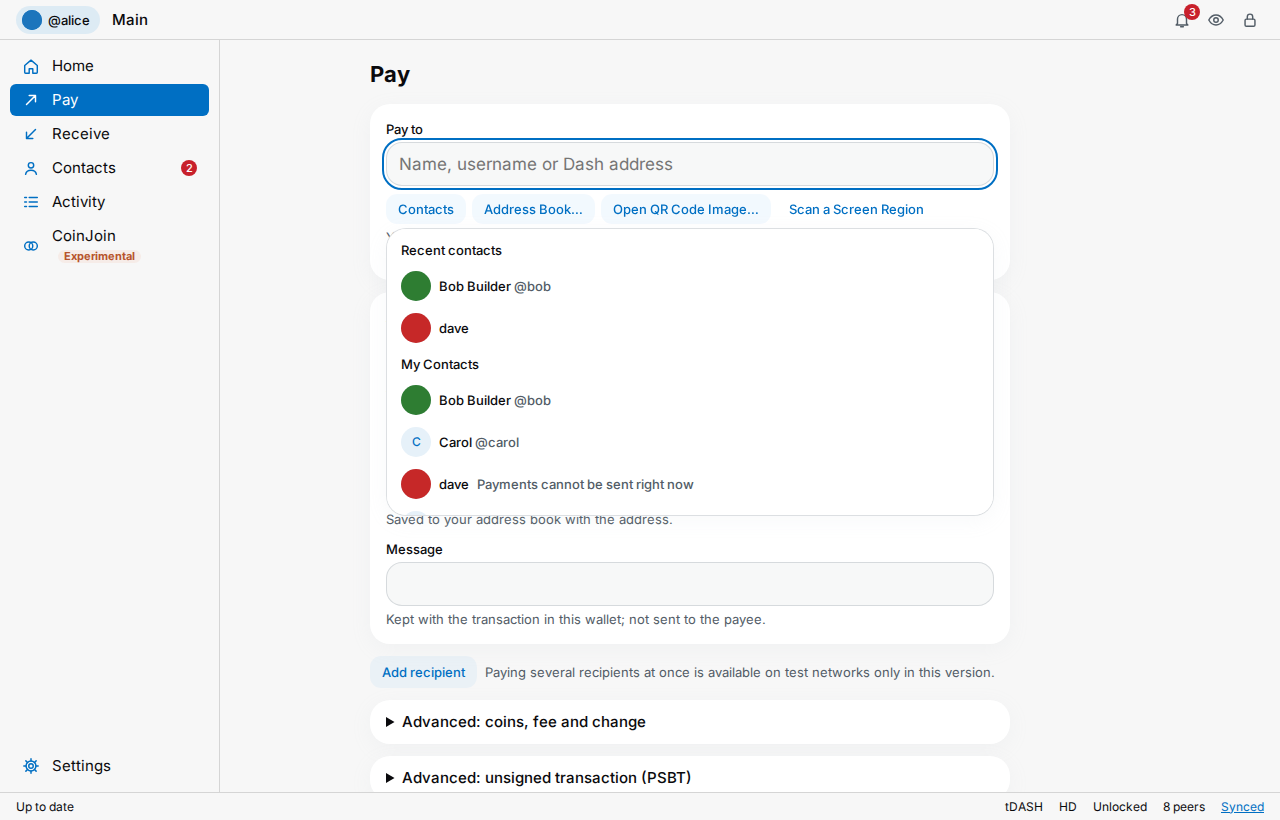 @alice Main 3
Home
Pay
Receive
Contacts 2
Activity
CoinJoin
Experimental
Settings
Pay
Pay to
Name, username or Dash address
Contacts Address Book... Open QR Code Image... Scan a Screen Region
Recent contacts
Bob Builder @bob
dave
My Contacts
Bob Builder @bob
C Carol @carol
dave Payments cannot be sent right now
Saved to your address book with the address.
Message
Kept with the transaction in this wallet; not sent to the payee.
Add recipient Paying several recipients at once is available on test networks only in this version.
Advanced: coins, fee and change
Advanced: unsigned transaction (PSBT)
Up to date tDASH HD Unlocked 8 peers Synced